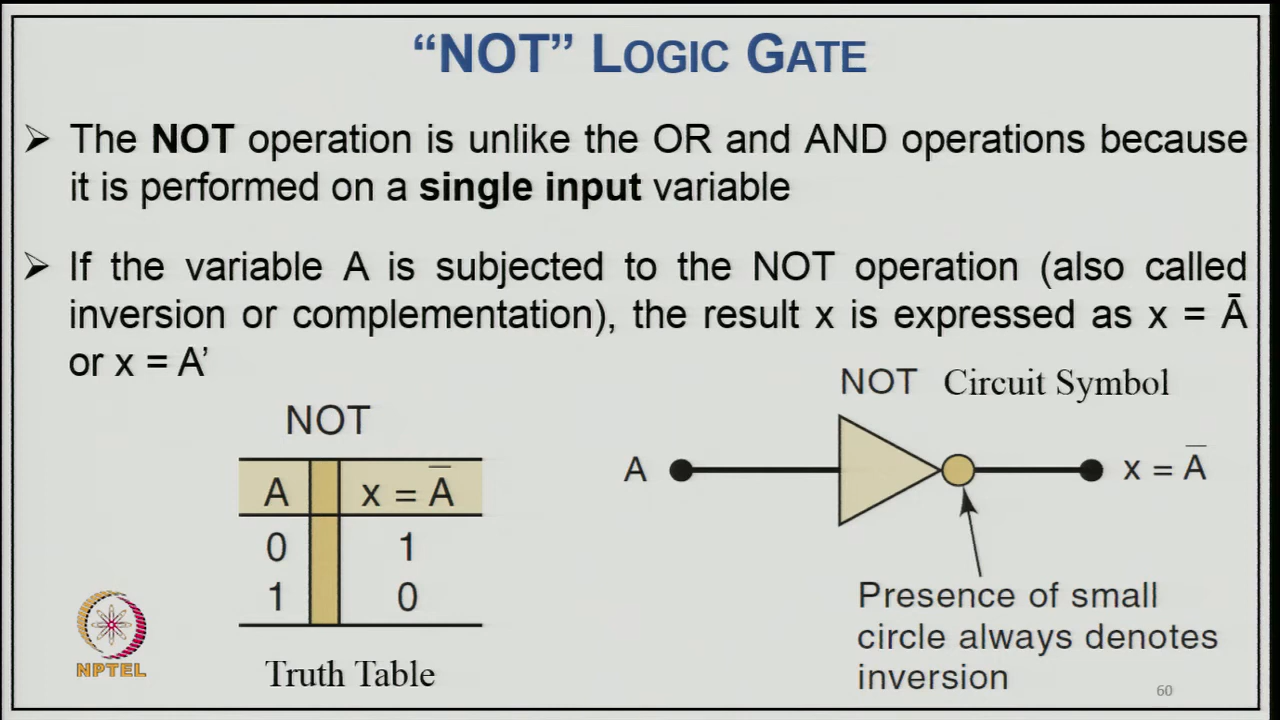 “NOT” LOGIC GATE
➢ The NOT operation is unlike the OR and AND operations because
it is performed on a single input variable
➢ If the variable A is subjected to the NOT operation (also called
inversion or complementation), the result x is expressed as x = Ā
or x = A’
NOT Circuit Symbol
NOT
A x = Ā
0 1
1 0
Truth Table
A x = Ā
Presence of small
circle always denotes
inversion
NPTEL
60